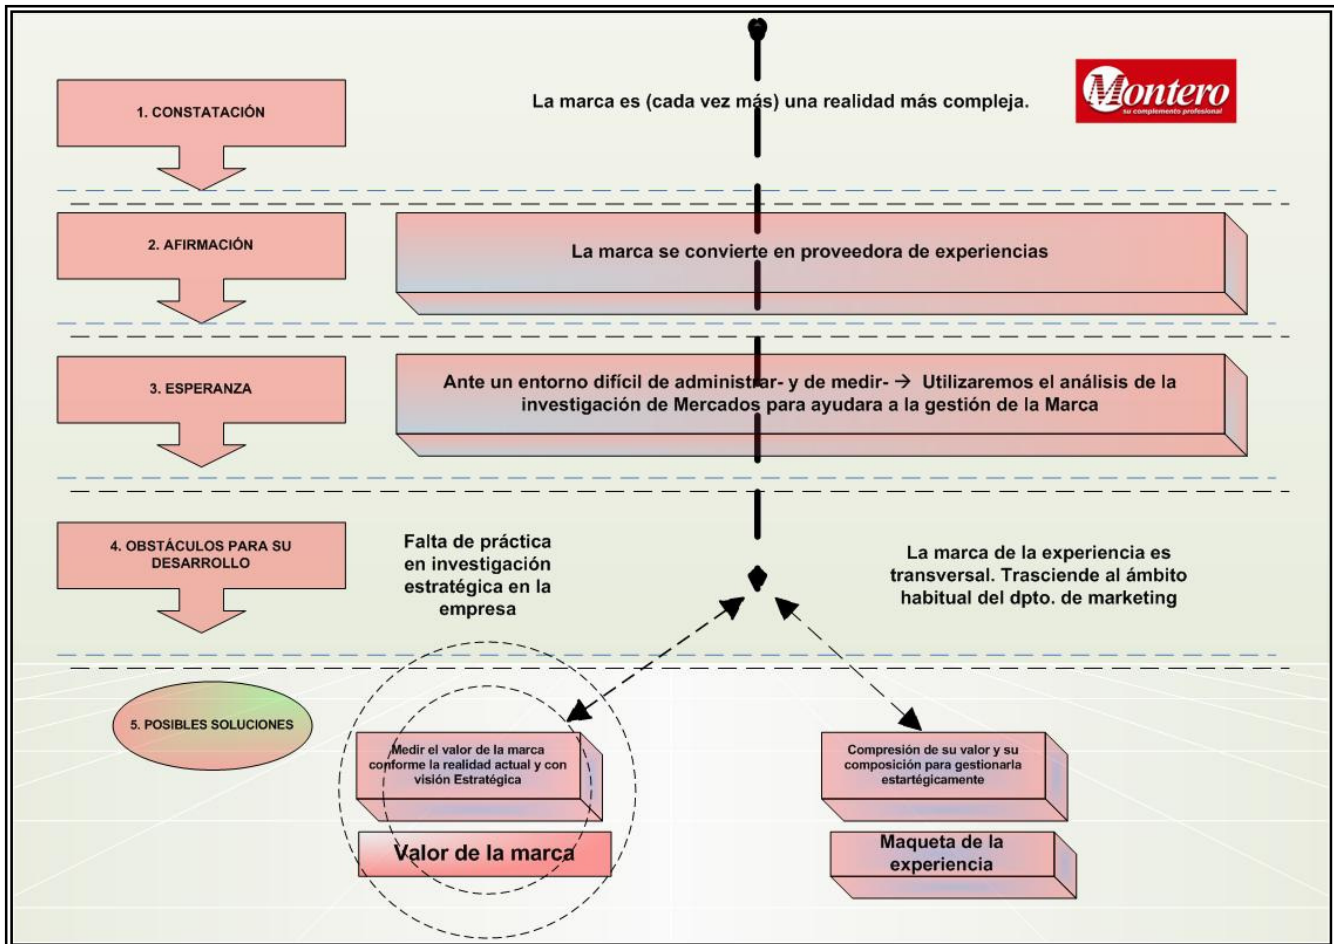 1. CONSTATACIÓN
La marca es (cada vez más) una realidad más compleja.
Montero
su complemento profesional
2. AFIRMACIÓN
La marca se convierte en proveedora de experiencias
3. ESPERANZA
Ante un entorno difícil de administrar- y de medir- → Utilizaremos el análisis de la
investigación de Mercados para ayudara a la gestión de la Marca
4. OBSTÁCULOS PARA SU
DESARROLLO
Falta de práctica
en investigación
estratégica en la
empresa
La marca de la experiencia es
transversal. Trasciende al ámbito
habitual del dpto. de marketing
5. POSIBLES SOLUCIONES
Medir el valor de la marca
conforme la realidad actual y con
visión Estratégica
Valor de la marca
Compresión de su valor y su
composición para gestionarla
estartégicamente
Maqueta de la
experiencia